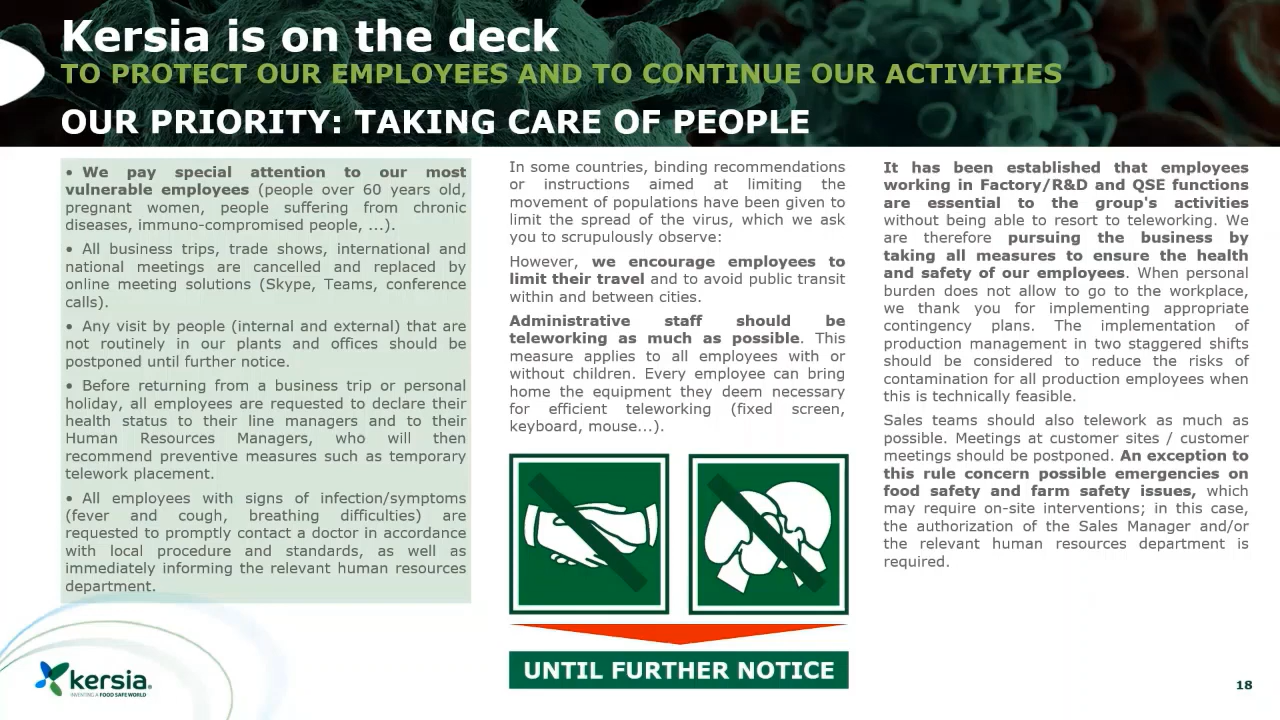 Kersia is on the deck
TO PROTECT OUR EMPLOYEES AND TO CONTINUE OUR ACTIVITIES
OUR PRIORITY: TAKING CARE OF PEOPLE
• We pay special attention to our most
vulnerable employees (people over 60 years old,
pregnant women, people suffering from chronic
diseases, immuno-compromised people, ...).
• All business trips, trade shows, international and
national meetings are cancelled and replaced by
online meeting solutions (Skype, Teams, conference
calls).
• Any visit by people (internal and external) that are
not routinely in our plants and offices should be
postponed until further notice.
• Before returning from a business trip or personal
holiday, all employees are requested to declare their
health status to their line managers and to their
Human Resources Managers, who will then
recommend preventive measures such as temporary
telework placement.
• All employees with signs of infection/symptoms
(fever and cough, breathing difficulties) are
requested to promptly contact a doctor in accordance
with local procedure and standards, as well as
immediately informing the relevant human resources
department.
In some countries, binding recommendations
or instructions aimed at limiting the
movement of populations have been given to
limit the spread of the virus, which we ask
you to scrupulously observe:
However, we encourage employees to
limit their travel and to avoid public transit
within and between cities.
Administrative staff should be
teleworking as much as possible. This
measure applies to all employees with or
without children. Every employee can bring
home the equipment they deem necessary
for efficient teleworking (fixed screen,
keyboard, mouse...).
UNTIL FURTHER NOTICE
It has been established that employees
working in Factory/R&D and QSE functions
are essential to the group's activities
without being able to resort to teleworking. We
are therefore pursuing the business by
taking all measures to ensure the health
and safety of our employees. When personal
burden does not allow to go to the workplace,
we thank you for implementing appropriate
contingency plans. The implementation of
production management in two staggered shifts
should be considered to reduce the risks of
contamination for all production employees when
this is technically feasible.
Sales teams should also telework as much as
possible. Meetings at customer sites / customer
meetings should be postponed. An exception to
this rule concern possible emergencies on
food safety and farm safety issues, which
may require on-site interventions; in this case,
the authorization of the Sales Manager and/or
the relevant human resources department is
required.
kersia.
INVENTING A FOOD SAFE WORLD
18